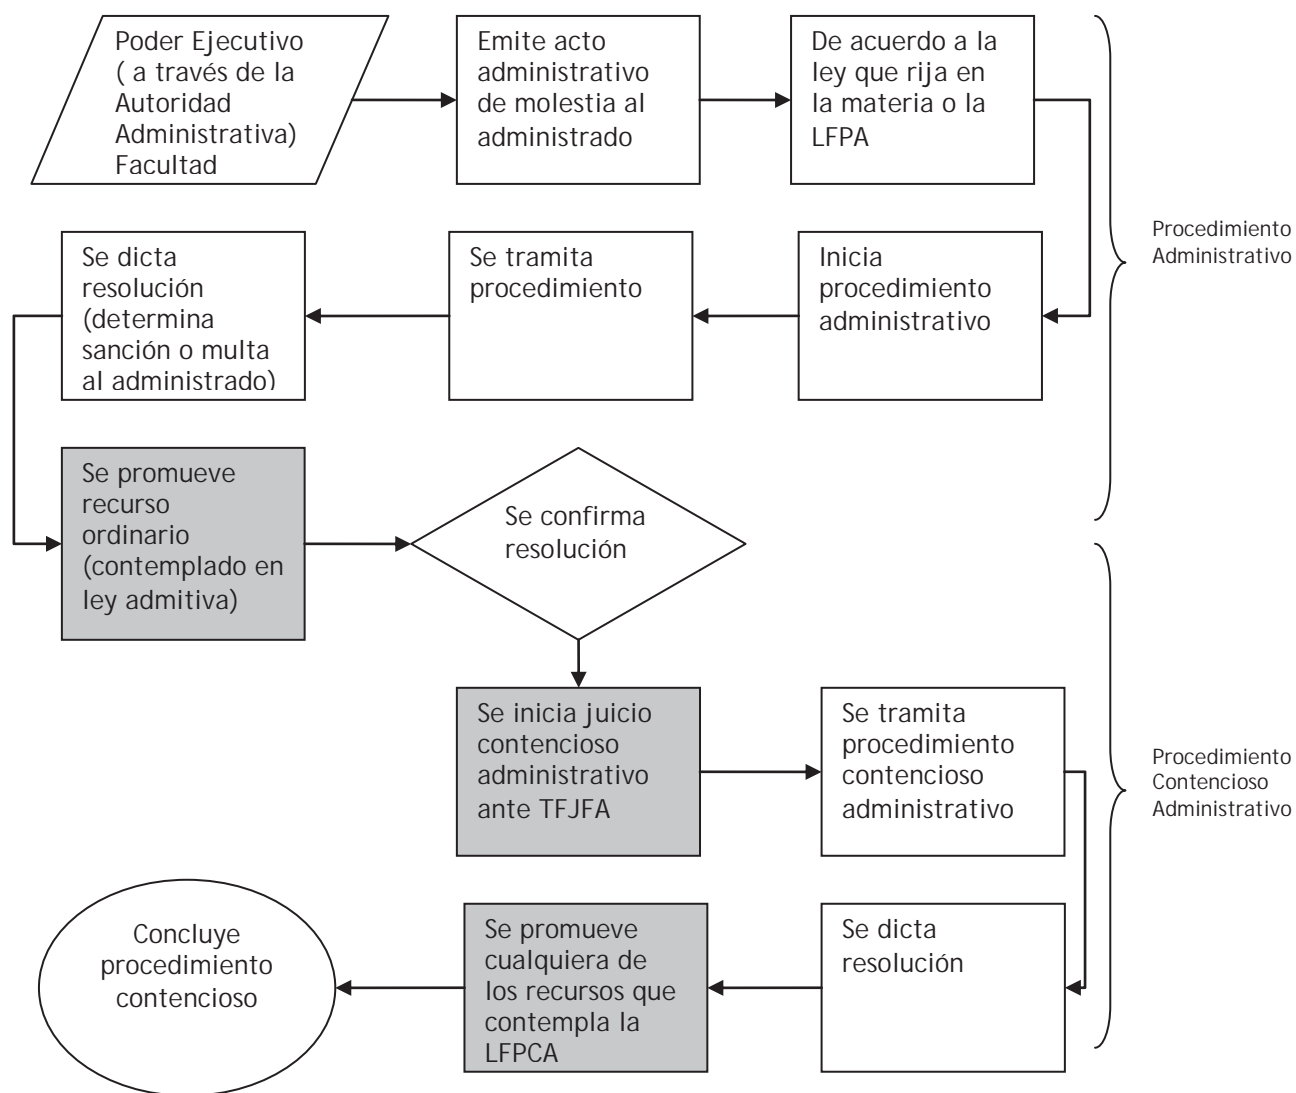 Poder Ejecutivo
( a través de la
Autoridad
Administrativa)
Facultad
Emite acto
administrativo
de molestia al
administrado
De acuerdo a la
ley que rija en
la materia o la
LFPA
Procedimiento
Administrativo
Inicia
procedimiento
administrativo
Se tramita
procedimiento
Se dicta
resolución
(determina
sanción o multa
al administrado)
Se promueve
recurso
ordinario
(contemplado en
ley admitiva)
Se confirma
resolución
Se inicia juicio
contencioso
administrativo
ante TFJFA
Se tramita
procedimiento
contencioso
administrativo
Procedimiento
Contencioso
Administrativo
Se dicta
resolución
Se promueve
cualquiera de
los recursos que
contempla la
LFPCA
Concluye
procedimiento
contencioso